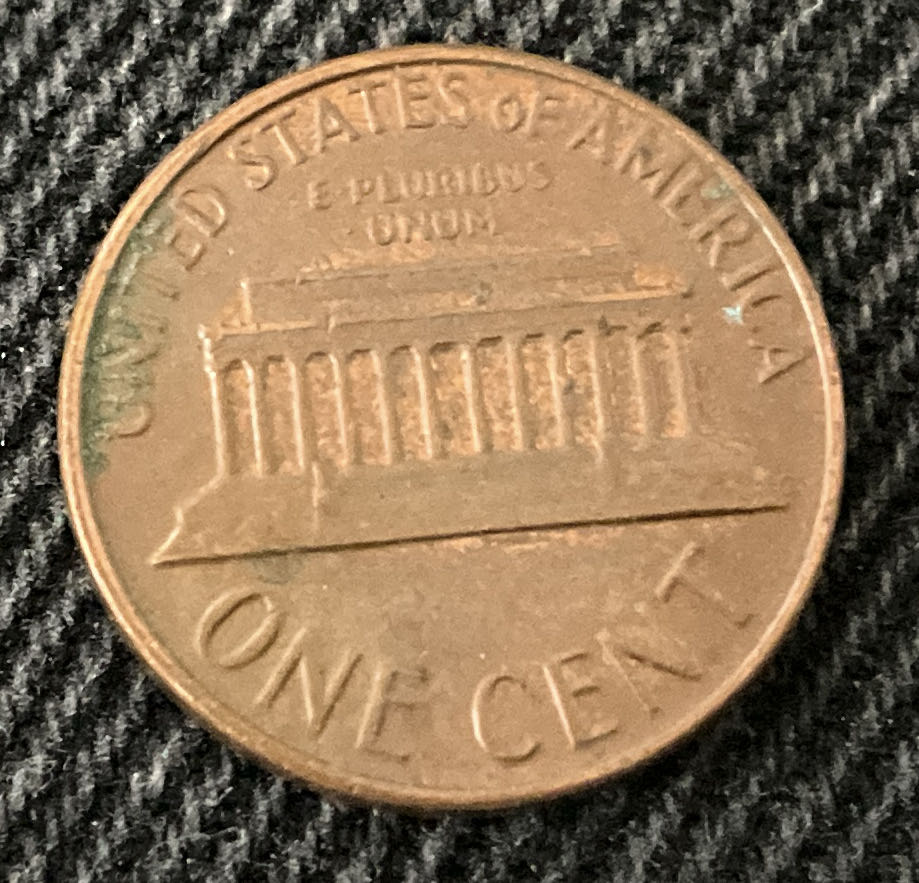 UNITED STATES OF AMERICA
·E·PLURIBUS·
·UNUM·
ONE CENT